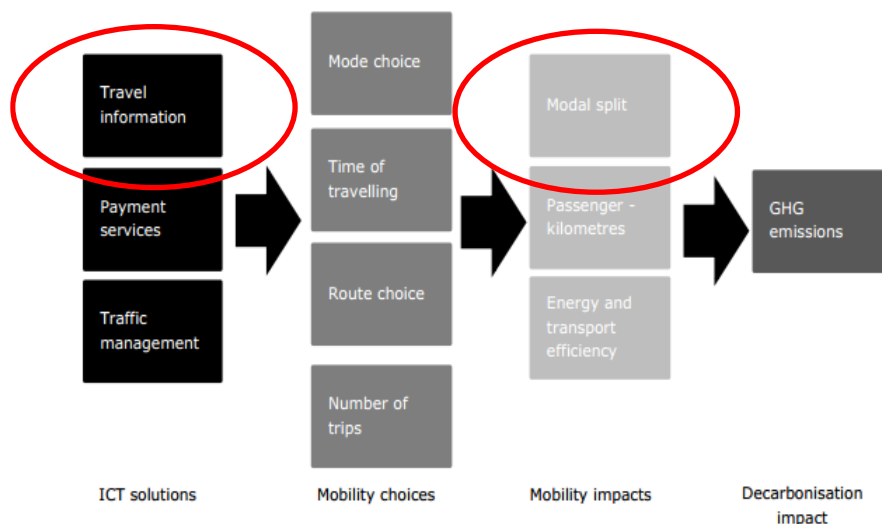 Travel
information
Payment
services
Traffic
management
ICT solutions
Mode choice
Time of
travelling
Route choice
Number of
trips
Mobility choices
Modal split
Passenger -
kilometres
Energy and
transport
efficiency
Mobility impacts
GHG
emissions
Decarbonisation
impact